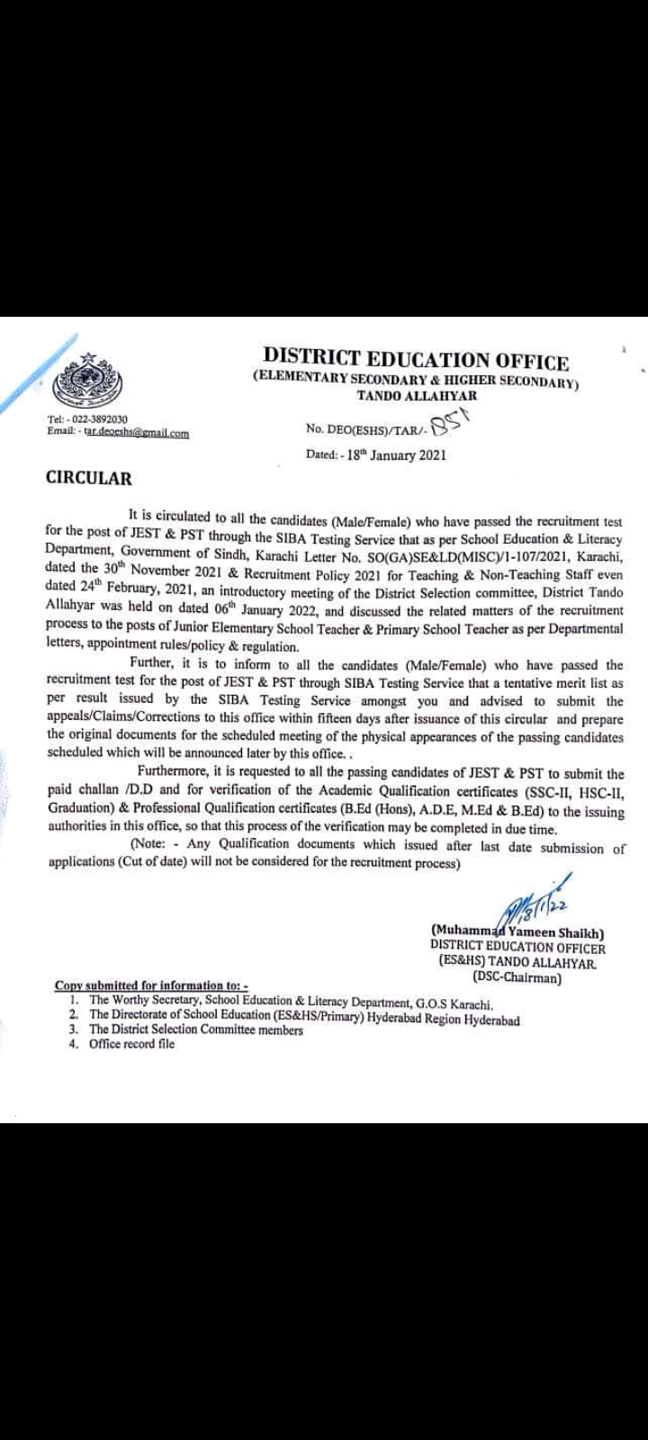 DISTRICT EDUCATION OFFICE
(ELEMENTARY SECONDARY & HIGHER SECONDARY)
TANDO ALLAHYAR
Tel: - 022-3892030
Email: - tar.deoeshs@gmail.com
No. DEO(ESHS)/TAR/-
Dated: - 18th January 2021
CIRCULAR
It is circulated to all the candidates (Male/Female) who have passed the recruitment test
for the post of JEST & PST through the SIBA Testing Service that as per School Education & Literacy
Department, Government of Sindh, Karachi Letter No. SO(GA)SE&LD(MISC)/1-107/2021, Karachi,
dated the 30th November 2021 & Recruitment Policy 2021 for Teaching & Non-Teaching Staff even
dated 24th February, 2021, an introductory meeting of the District Selection committee, District Tando
Allahyar was held on dated 06th January 2022, and discussed the related matters of the recruitment
process to the posts of Junior Elementary School Teacher & Primary School Teacher as per Departmental
letters, appointment rules/policy & regulation.
Further, it is to inform to all the candidates (Male/Female) who have passed the
recruitment test for the post of JEST & PST through SIBA Testing Service that a tentative merit list as
per result issued by the SIBA Testing Service amongst you and advised to submit the
appeals/Claims/Corrections to this office within fifteen days after issuance of this circular and prepare
the original documents for the scheduled meeting of the physical appearances of the passing candidates
scheduled which will be announced later by this office. .
Furthermore, it is requested to all the passing candidates of JEST & PST to submit the
paid challan /D.D and for verification of the Academic Qualification certificates (SSC-II, HSC-II,
Graduation) & Professional Qualification certificates (B.Ed (Hons), A.D.E, M.Ed & B.Ed) to the issuing
authorities in this office, so that this process of the verification may be completed in due time.
(Note: - Any Qualification documents which issued after last date submission of
applications (Cut of date) will not be considered for the recruitment process)
18/1/22
(Muhammad Yameen Shaikh)
DISTRICT EDUCATION OFFICER
(ES&HS) TANDO ALLAHYAR.
(DSC-Chairman)
Copy submitted for information to: -
1. The Worthy Secretary, School Education & Literacy Department, G.O.S Karachi.
2. The Directorate of School Education (ES&HS/Primary) Hyderabad Region Hyderabad
3. The District Selection Committee members
4. Office record file